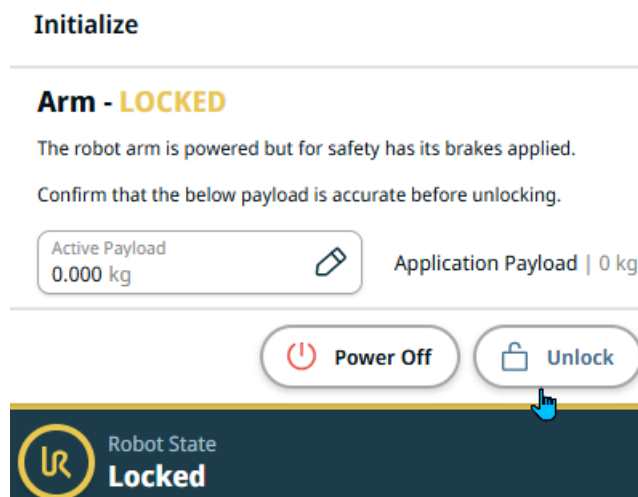 Initialize
Arm - LOCKED
The robot arm is powered but for safety has its brakes applied.
Confirm that the below payload is accurate before unlocking.
Active Payload
0.000 kg
Application Payload | 0 kg
Power Off
Unlock
UR
Robot State
Locked